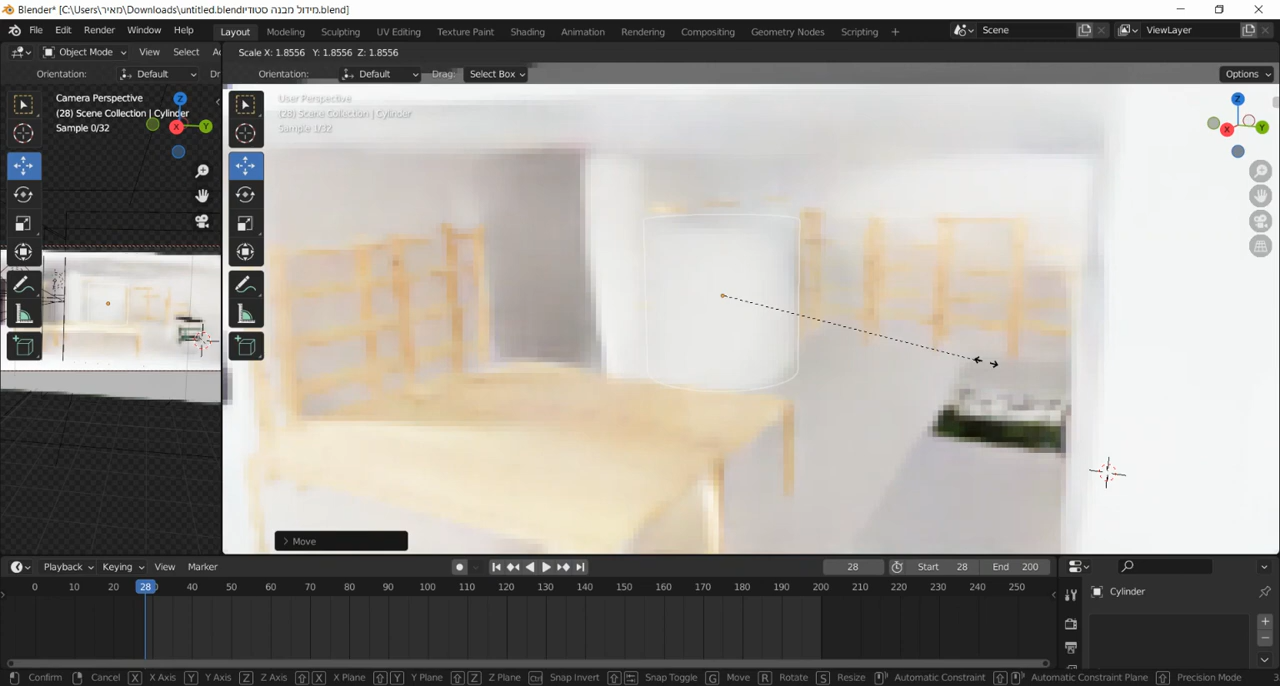 Blender* [C:\Users\מאיר\Downloads\untitled.blendמידול מבנה סטודיו.blend]
File Edit Render Window Help Layout Modeling Sculpting UV Editing Texture Paint Shading Animation Rendering Compositing Geometry Nodes Scripting + Scene ViewLayer
Object Mode View Select Scale X: 1.8556 Y: 1.8556 Z: 1.8556
Orientation: Default Orientation: Default Drag: Select Box Options
Camera Perspective
(28) Scene Collection | Cylinder
Sample 0/32
User Perspective
(28) Scene Collection | Cylinder
Sample 1/32
Z
X
Y
Z
X
Y
Move
Playback Keying View Marker 28 Start 28 End 200
0 10 20 28 40 50 60 70 80 90 100 110 120 130 140 150 160 170 180 190 200 210 220 230 240 250
Cylinder
Confirm Cancel X X Axis Y Y Axis Z Z Axis X X Plane Y Y Plane Z Z Plane Ctrl Snap Invert Snap Toggle G Move R Rotate S Resize Automatic Constraint Automatic Constraint Plane Precision Mode